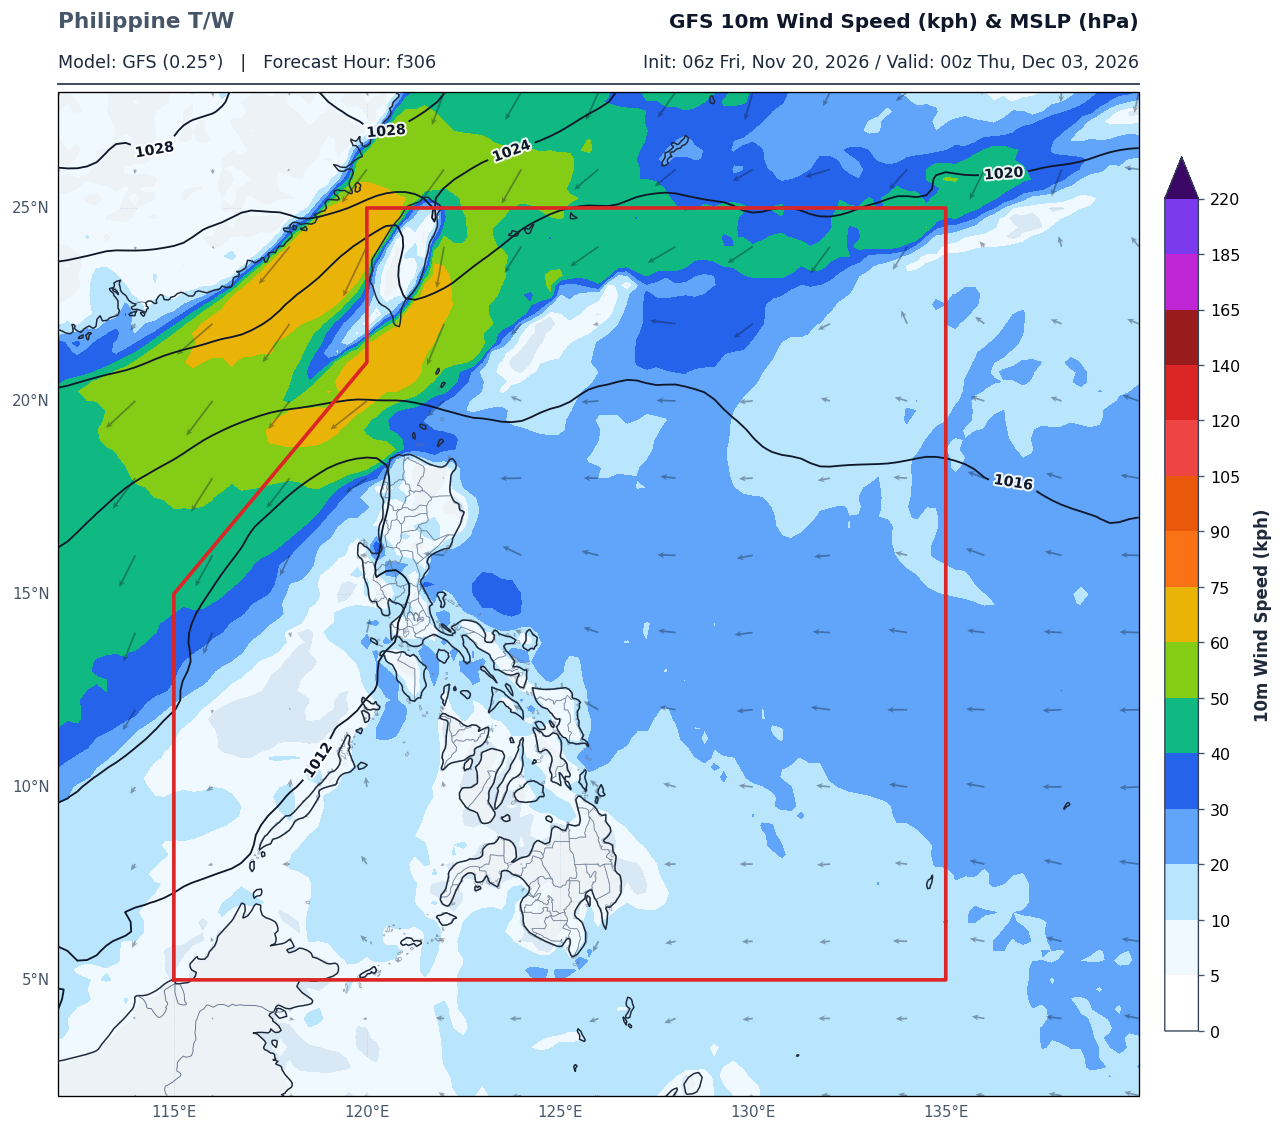 Philippine T/W
GFS 10m Wind Speed (kph) & MSLP (hPa)
Model: GFS (0.25°)   |   Forecast Hour: f306
Init: 06z Fri, Nov 20, 2026 / Valid: 00z Thu, Dec 03, 2026
1028
1028
1024
1020
1016
1012
25°N
20°N
15°N
10°N
5°N
115°E
120°E
125°E
130°E
135°E
220
185
165
140
120
105
90
75
60
50
40
30
20
10
5
0
10m Wind Speed (kph)